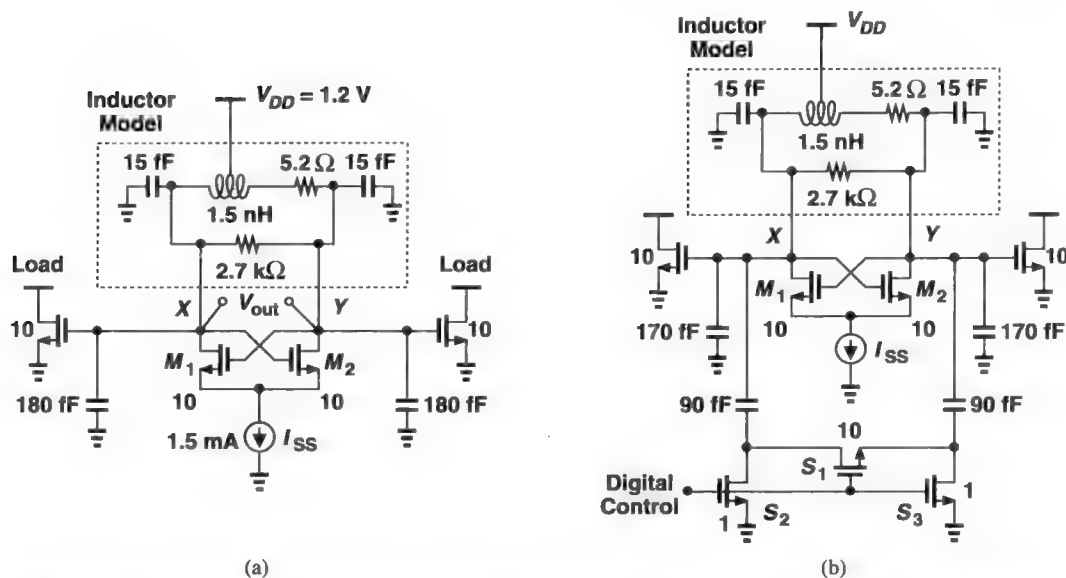 V_DD = 1.2 V
Inductor
Model
15 fF
5.2 Ω
15 fF
1.5 nH
2.7 kΩ
Load
X
V_out
Y
Load
10
10
M_1
M_2
180 fF
10
10
180 fF
1.5 mA
I_SS
(a)
V_DD
Inductor
Model
15 fF
5.2 Ω
15 fF
1.5 nH
2.7 kΩ
X
Y
10
10
M_1
M_2
170 fF
10
10
170 fF
I_SS
90 fF
90 fF
10
S_1
Digital
Control
1
S_2
S_3
1
(b)